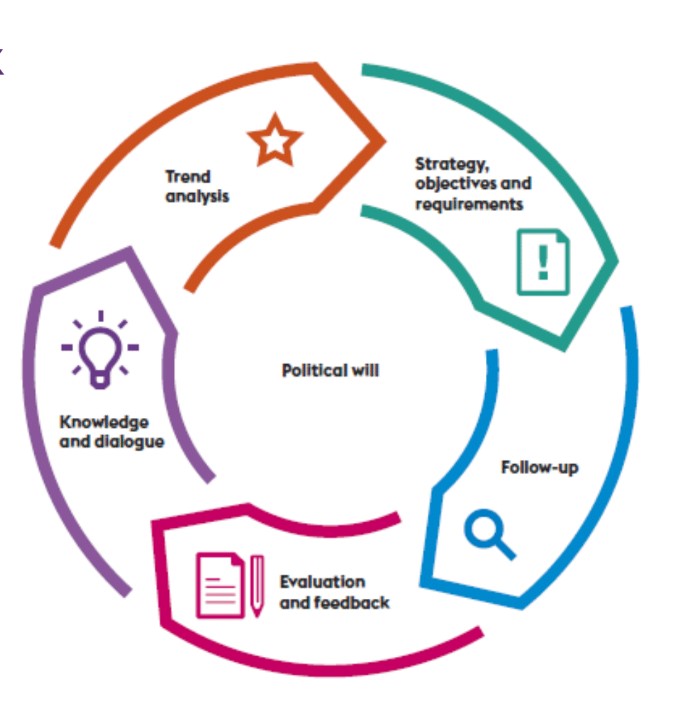 Trend
analysis
Strategy,
objectives and
requirements
!
Political will
Follow-up
Knowledge
and dialogue
Evaluation
and feedback